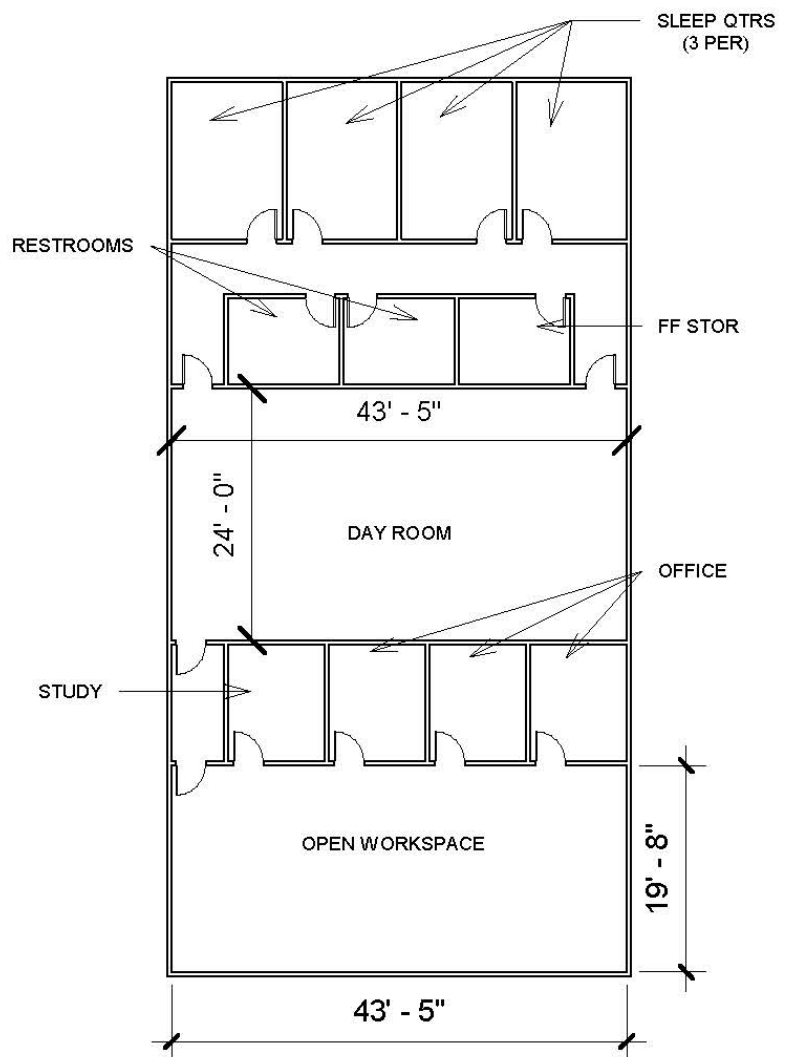 SLEEP QTRS
(3 PER)
RESTROOMS
FF STOR
43' - 5"
24' - 0"
DAY ROOM
OFFICE
STUDY
OPEN WORKSPACE
19' - 8"
43' - 5"